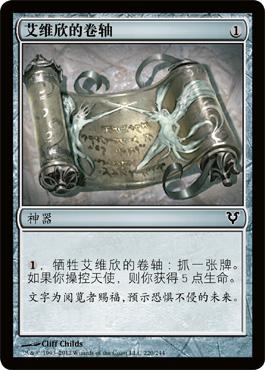 艾维欣的卷轴 1
神器
1，牺牲艾维欣的卷轴：抓一张牌。
如果你操控天使，则你获得5点生命。
文字为阅览者赐福，预示恐惧不侵的未来。
Cliff Childs
™ & © 1993–2012 Wizards of the Coast LLC 220/244